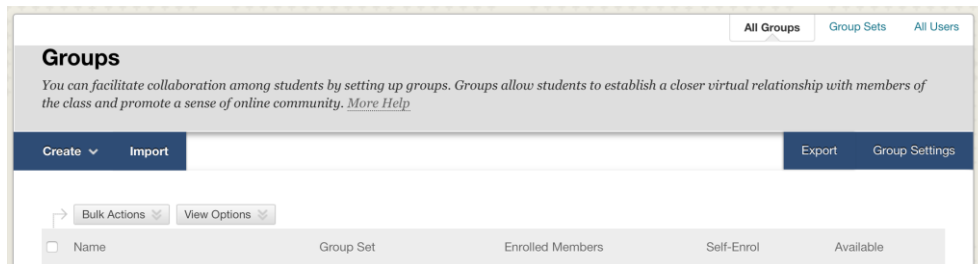 All Groups Group Sets All Users
Groups
You can facilitate collaboration among students by setting up groups. Groups allow students to establish a closer virtual relationship with members of
the class and promote a sense of online community. More Help
Create Import Export Group Settings
Bulk Actions View Options
Name Group Set Enrolled Members Self-Enrol Available